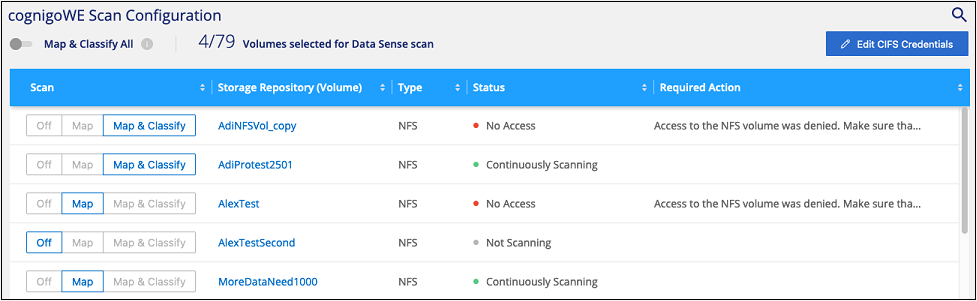 cognigoWE Scan Configuration
Map & Classify All
4/79 Volumes selected for Data Sense scan
Edit CIFS Credentials
Scan Storage Repository (Volume) Type Status Required Action
Off Map Map & Classify AdiNFSVol_copy NFS No Access Access to the NFS volume was denied. Make sure tha...
Off Map Map & Classify AdiProtest2501 NFS Continuously Scanning
Off Map Map & Classify AlexTest NFS No Access Access to the NFS volume was denied. Make sure tha...
Off Map Map & Classify AlexTestSecond NFS Not Scanning
Off Map Map & Classify MoreDataNeed1000 NFS Continuously Scanning